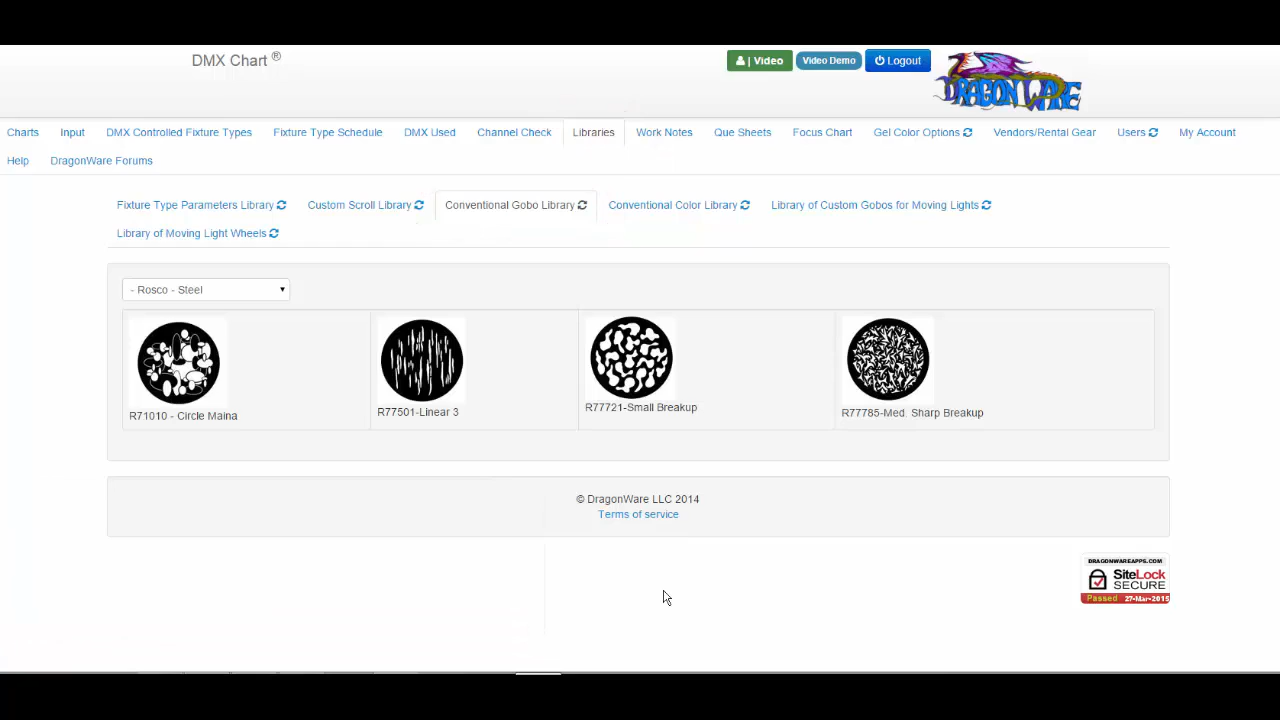 DMX Chart ®
| Video
Video Demo
Logout
DRAGONWARE
Charts Input DMX Controlled Fixture Types Fixture Type Schedule DMX Used Channel Check Libraries Work Notes Que Sheets Focus Chart Gel Color Options Vendors/Rental Gear Users My Account
Help DragonWare Forums
Fixture Type Parameters Library Custom Scroll Library Conventional Gobo Library Conventional Color Library Library of Custom Gobos for Moving Lights
Library of Moving Light Wheels
- Rosco - Steel
R71010 - Circle Maina
R77501-Linear 3
R77721-Small Breakup
R77785-Med. Sharp Breakup
© DragonWare LLC 2014
Terms of service
DRAGONWAREAPPS.COM
SiteLock
SECURE
Passed 27-Mar-2015